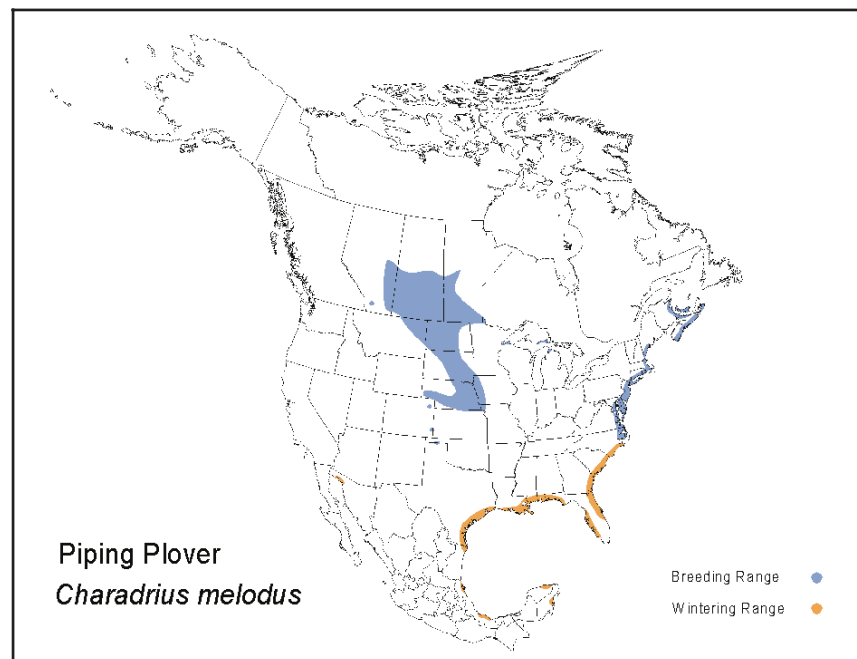 Piping Plover
Charadrius melodus
Breeding Range
Wintering Range